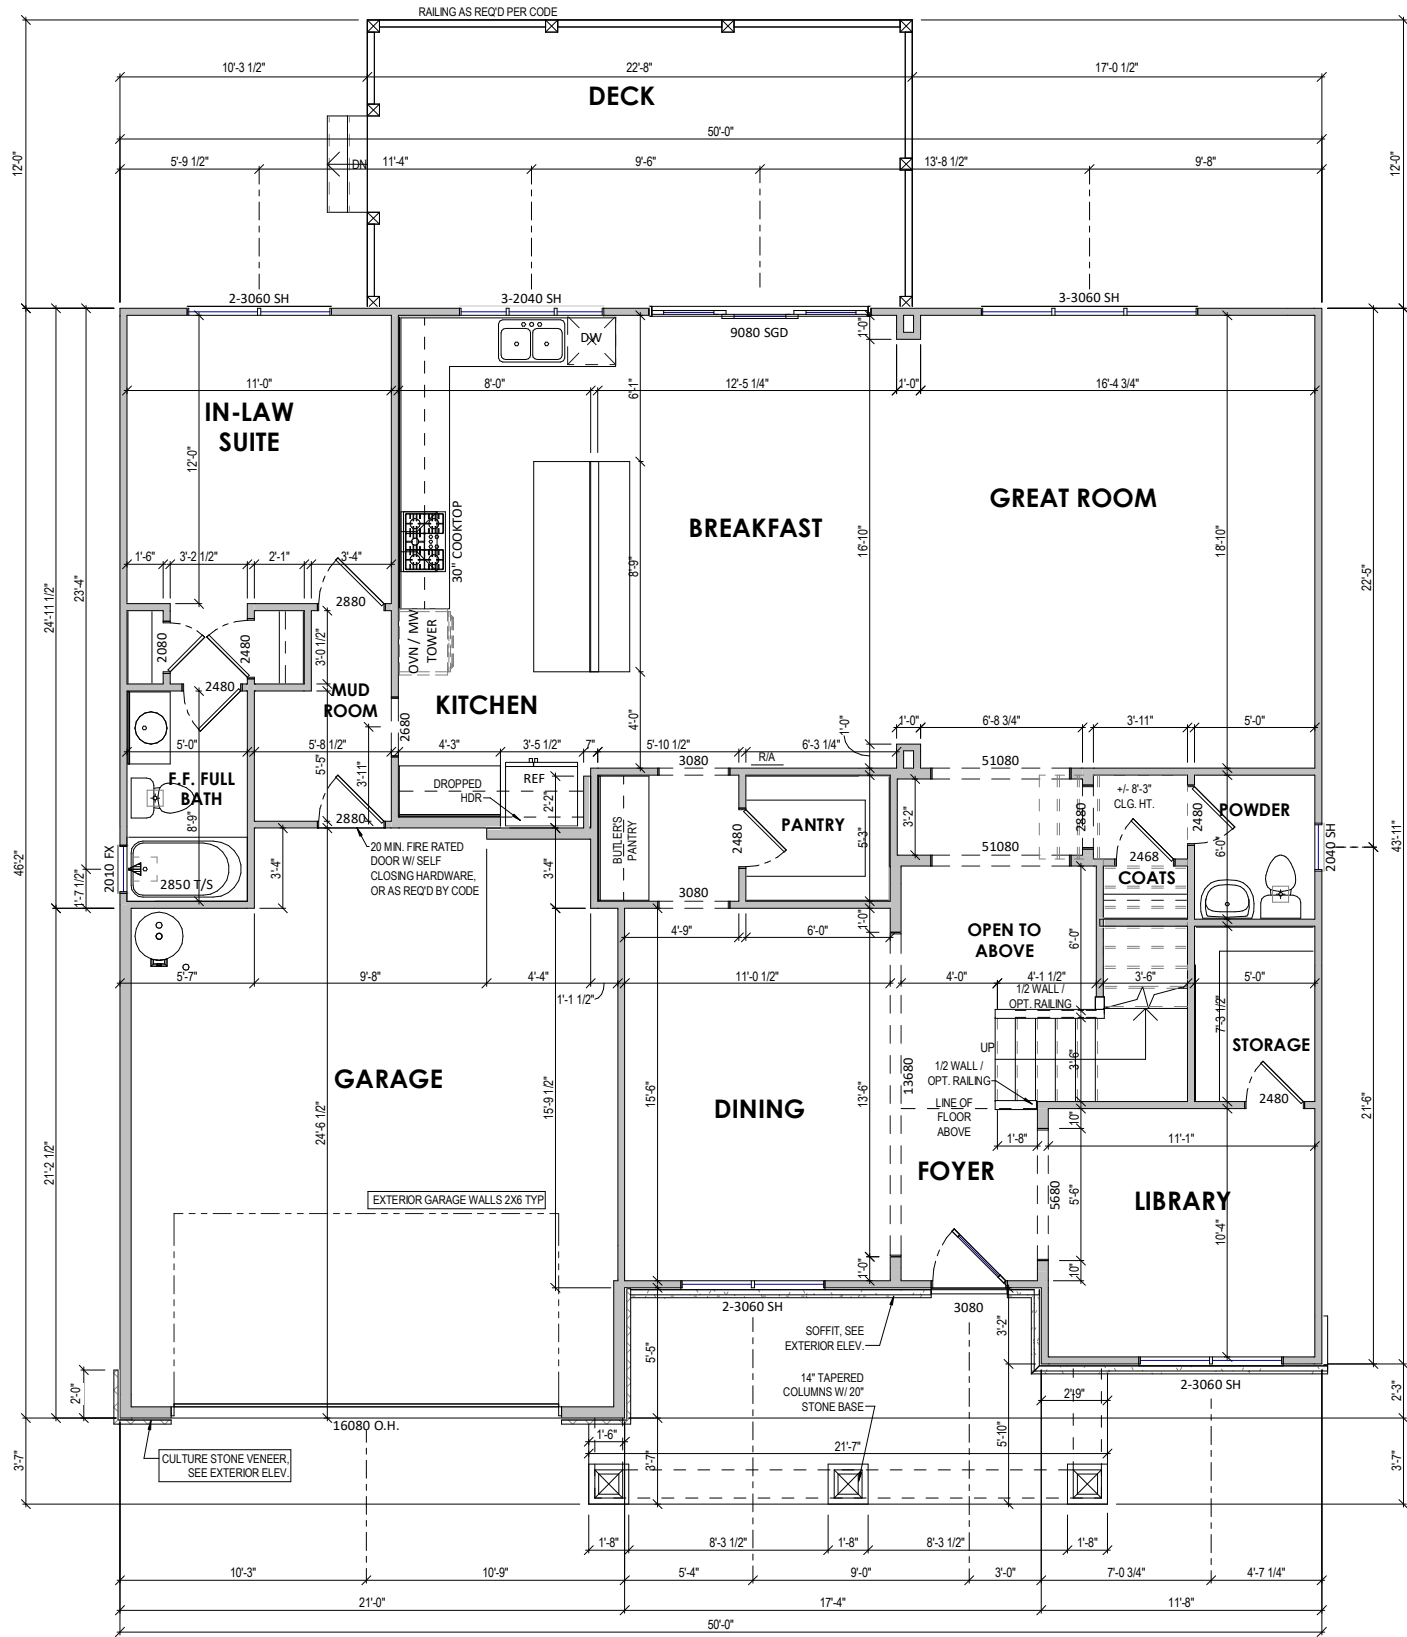 RAILING AS REQ'D PER CODE
10'-3 1/2"
22'-8"
17'-0 1/2"
DECK
50'-0"
12'-0"
12'-0"
5'-9 1/2"
DN
11'-4"
9'-6"
13'-8 1/2"
9'-8"
2-3060 SH
3-2040 SH
3-3060 SH
9080 SGD
DW
1'-0"
11'-0"
8'-0"
6'-1"
12'-5 1/4"
1'-0"
16'-4 3/4"
IN-LAW
SUITE
12'-0"
GREAT ROOM
BREAKFAST
30" COOKTOP
16'-10"
18'-10"
1'-6"
3'-2 1/2"
2'-1"
3'-4"
8'-9"
23'-4"
24'-11 1/2"
22'-5"
2880
2080
2480
3'-0 1/2"
OVN / MW
TOWER
2480
MUD
ROOM
KITCHEN
2680
4'-0"
1'-0"
1'-0"
6'-8 3/4"
3'-11"
5'-0"
5'-0"
5'-8 1/2"
5'-5"
3'-11"
4'-3"
3'-5 1/2"
7"
5'-10 1/2"
6'-3 1/4"
3080
R/A
51080
F.F. FULL
BATH
8'-9"
DROPPED
HDR
REF
2'-2"
+/- 8'-3"
CLG. HT.
POWDER
2880
20 MIN. FIRE RATED
DOOR W/ SELF
CLOSING HARDWARE,
OR AS REQ'D BY CODE
BUTLER'S
PANTRY
2480
PANTRY
5'-3"
3'-2"
2880
2480
6'-0"
2040 SH
43'-11"
51080
2468
COATS
46'-2"
1'-7 1/2"
2010 FX
2850 T/S
3'-4"
3'-4"
3080
1'-0"
4'-9"
6'-0"
OPEN TO
ABOVE
6'-0"
5'-7"
9'-8"
4'-4"
1'-1 1/2"
11'-0 1/2"
4'-0"
4'-1 1/2"
3'-6"
5'-0"
1/2 WALL /
OPT. RAILING
7'-3 1/2"
UP
1/2 WALL /
OPT. RAILING
3'-6"
STORAGE
GARAGE
13680
15'-9 1/2"
15'-6"
13'-6"
DINING
LINE OF
FLOOR
ABOVE
2480
24'-6 1/2"
10"
1'-8"
11'-1"
21'-6"
21'-2 1/2"
FOYER
5680
5'-6"
LIBRARY
EXTERIOR GARAGE WALLS 2X6 TYP
10'-4"
1'-0"
10"
2-3060 SH
3080
SOFFIT, SEE
EXTERIOR ELEV.
3'-2"
5'-5"
14" TAPERED
COLUMNS W/ 20"
STONE BASE
2-3060 SH
2'-0"
2'-9"
2'-3"
16080 O.H.
1'-6"
21'-7"
5'-10"
3'-7"
3'-7"
3'-7"
CULTURE STONE VENEER,
SEE EXTERIOR ELEV.
1'-8"
8'-3 1/2"
1'-8"
8'-3 1/2"
1'-8"
10'-3"
10'-9"
5'-4"
9'-0"
3'-0"
7'-0 3/4"
4'-7 1/4"
21'-0"
17'-4"
11'-8"
50'-0"